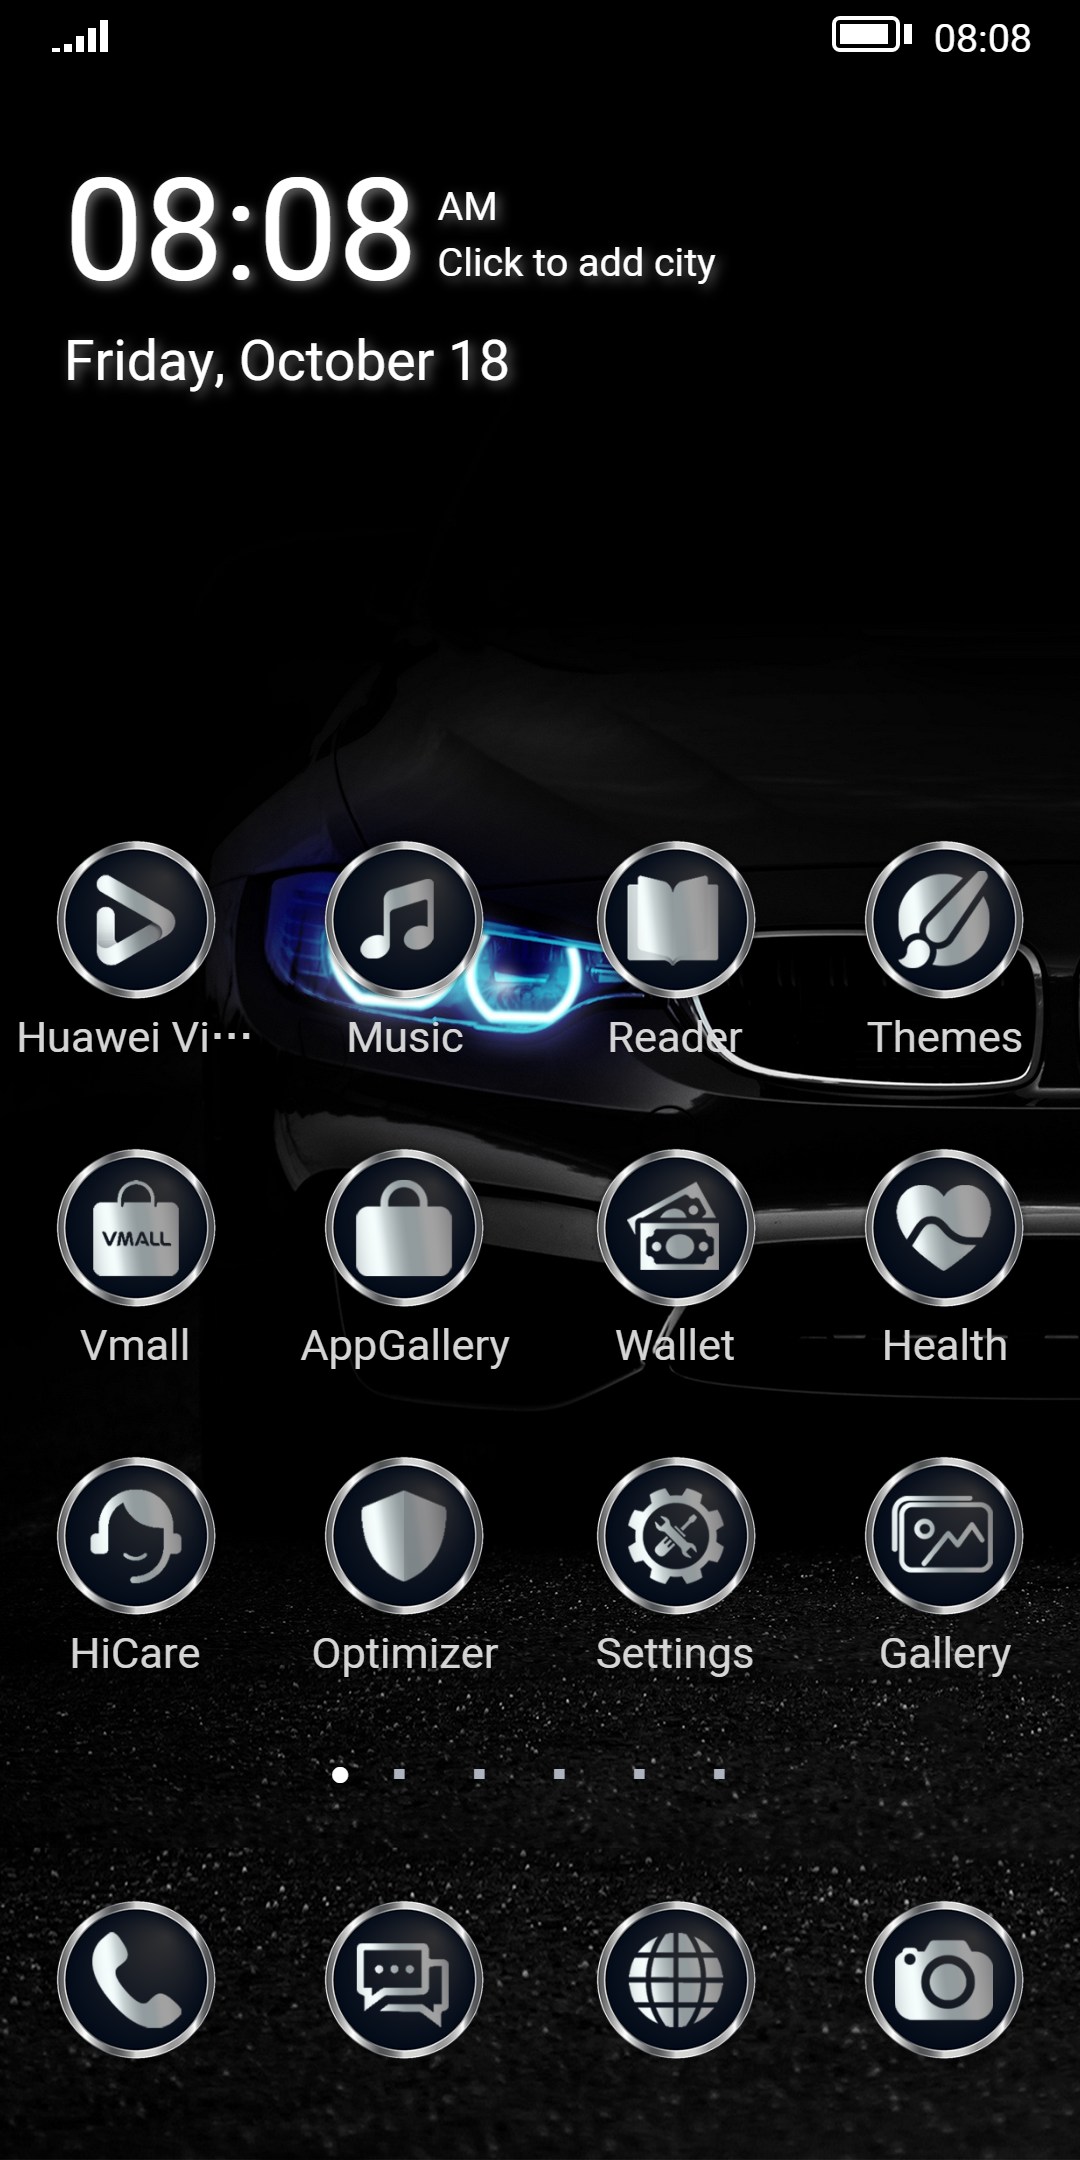 08:08
08:08 AM
Click to add city
Friday, October 18
Huawei Vi... Music Reader Themes
VMALL
Vmall AppGallery Wallet Health
HiCare Optimizer Settings Gallery